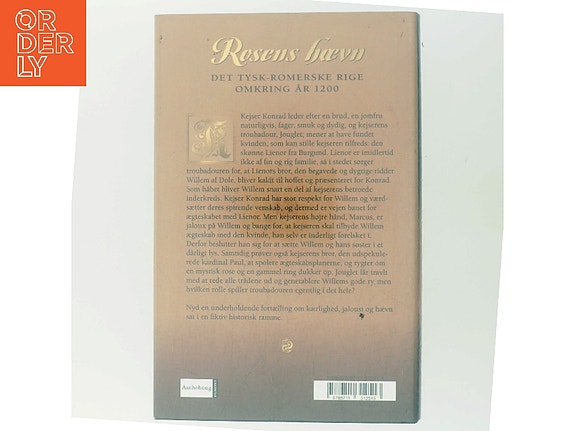 OR
DER
LY
Rosens hævn
DET TYSK-ROMERSKE RIGE
OMKRING ÅR 1200
Kejser Konrad leder efter en brud, en jomfru
naturligvis, fager, smuk og dydig, og kejserens
troubadour, Jouglet, mener at have fundet
kvinden, som kan stille kejseren tilfreds: den
skønne Lienor fra Burgund. Lienor er imidlertid
ikke af fin og rig familie, så i stedet sørger
troubadouren for, at Lienors bror, den begavede og dygtige ridder
Willem af Dole, bliver kaldt til hoffet og præsenteret for Konrad.
Som håbet bliver Willem snart en del af kejserens betroede
inderkreds. Kejser Konrad har stor respekt for Willem og værd-
sætter deres spirende venskab, og dermed er vejen banet for
ægteskabet med Lienor. Men kejserens højre hånd, Marcus, er
jaloux på Willem og bange for, at kejseren skal tilbyde Willem
ægteskab med den kvinde, han selv er inderligt forelsket i.
Derfor beslutter han sig for at sætte Willem og hans søster i et
dårligt lys. Samtidig prøver også kejserens bror, den udspekule-
rede kardinal Paul, at spolere ægteskabsplanerne, og rygter om
en mystisk rose og en gammel ring dukker op. Jouglet får travlt
med at rede alle trådene ud og genetablere Willems gode ry, men
hvilken rolle spiller troubadouren egentlig i det hele?
Nyd en underholdende fortælling om kærlighed, jalousi og hævn
sat i en fiktiv historisk ramme.
Aschehoug